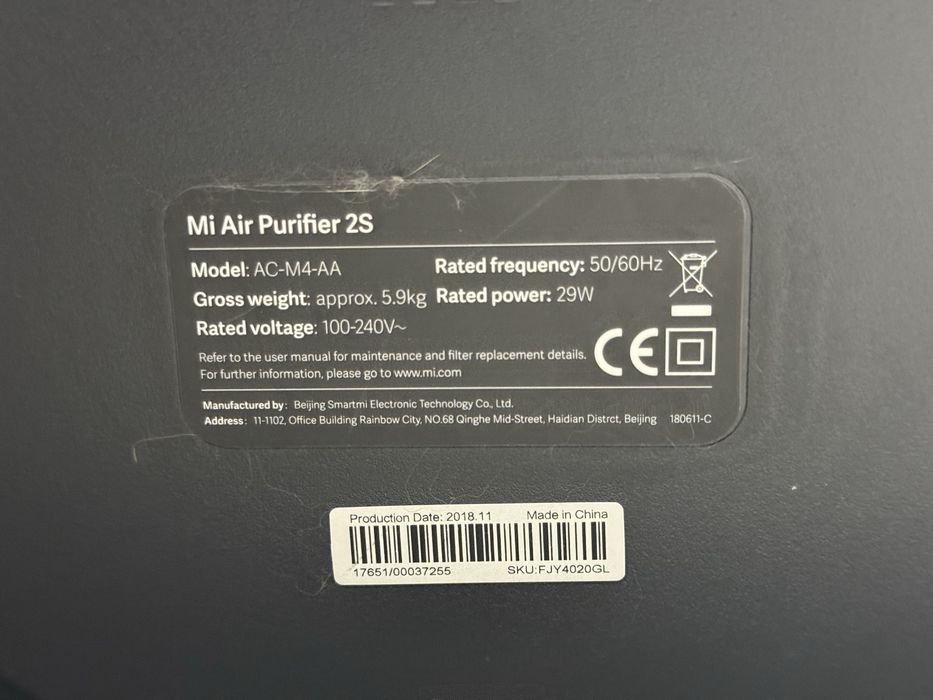 Mi Air Purifier 2S
Model: AC-M4-AA Rated frequency: 50/60Hz
Gross weight: approx. 5.9kg Rated power: 29W
Rated voltage: 100-240V~
Refer to the user manual for maintenance and filter replacement details.
For further information, please go to www.mi.com
CE
Manufactured by: Beijing Smartmi Electronic Technology Co., Ltd.
Address: 11-1102, Office Building Rainbow City, NO.68 Qinghe Mid-Street, Haidian Distrct, Beijing 180611-C
Production Date: 2018.11 Made in China
17651/00037255 SKU:FJY4020GL